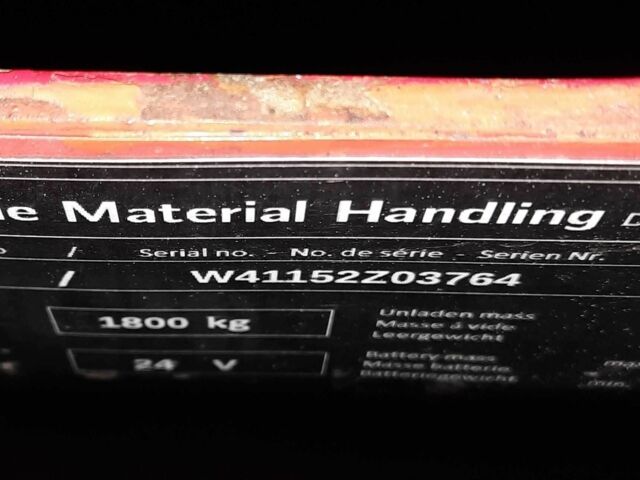 Material Handling
/ Serial no. - No. de série - Serien Nr.
/ W41152Z03764
1800 kg
Unladen mass
Masse á vide
Leergewicht
24 V
Battery mass
Masse batterie
Batteriegewicht
min.